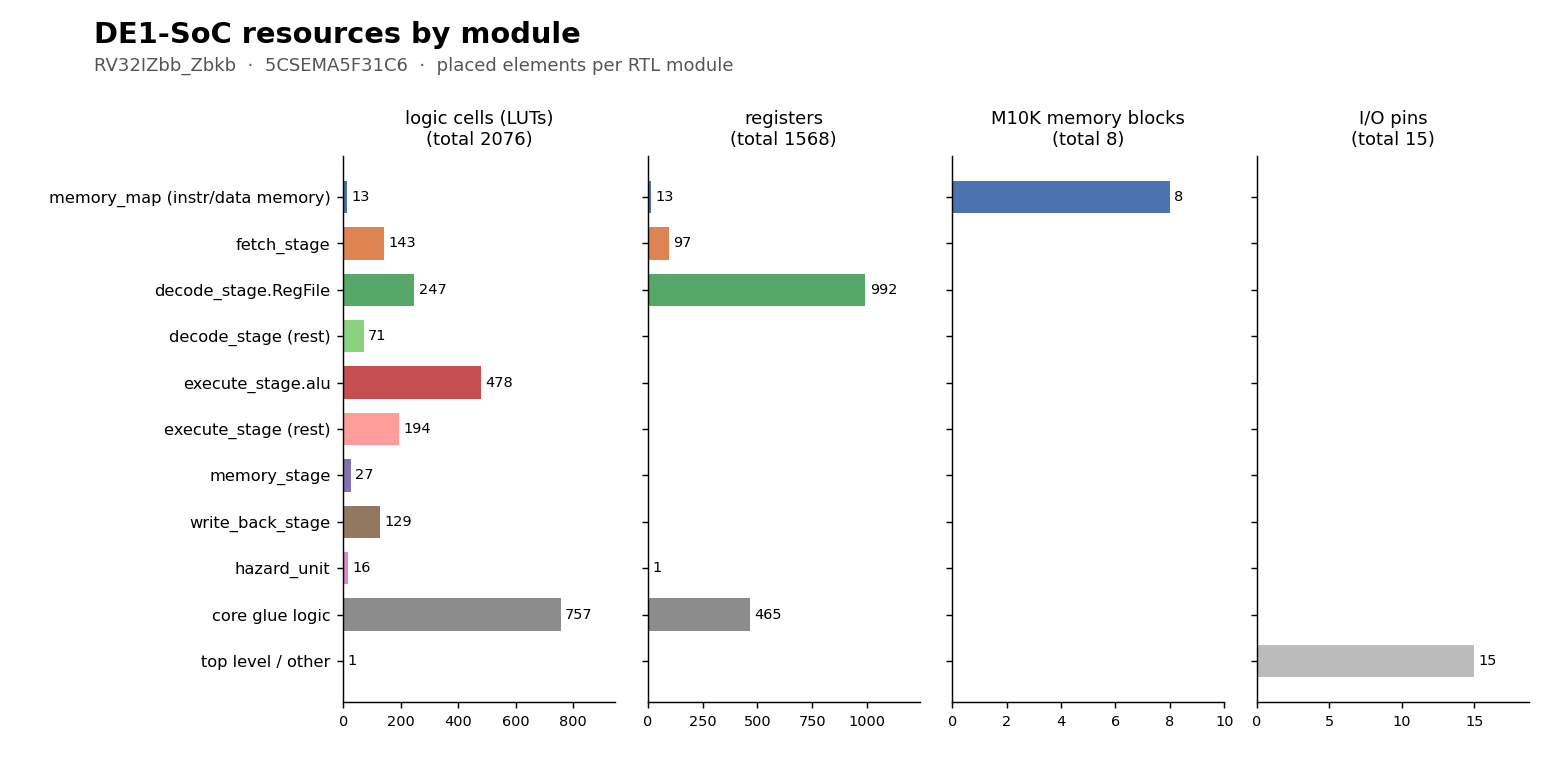 DE1-SoC resources by module
RV32IZbb_Zbkb · 5CSEMA5F31C6 · placed elements per RTL module
logic cells (LUTs)
(total 2076)
registers
(total 1568)
M10K memory blocks
(total 8)
I/O pins
(total 15)
memory_map (instr/data memory) 13 13 8
fetch_stage 143 97
decode_stage.RegFile 247 992
decode_stage (rest) 71
execute_stage.alu 478
execute_stage (rest) 194
memory_stage 27
write_back_stage 129
hazard_unit 16 1
core glue logic 757 465
top level / other 1 15
0 200 400 600 800
0 250 500 750 1000
0 2 4 6 8 10
0 5 10 15